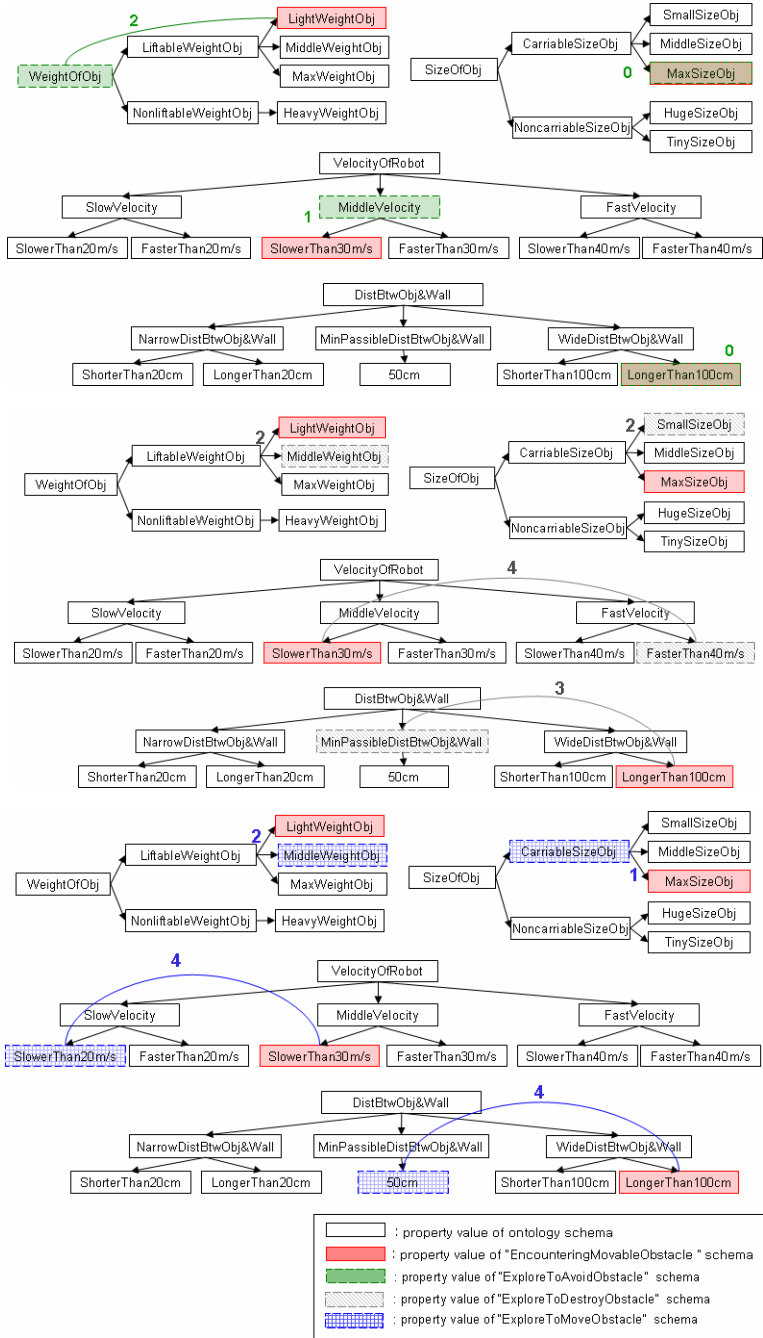 2
LightWeightObj
LiftableWeightObj
MiddleWeightObj
WeightOfObj
MaxWeightObj
NonliftableWeightObj
HeavyWeightObj
SmallSizeObj
CarriableSizeObj
MiddleSizeObj
SizeOfObj
0
MaxSizeObj
HugeSizeObj
NoncarriableSizeObj
TinySizeObj
VelocityOfRobot
SlowVelocity
MiddleVelocity
FastVelocity
1
SlowerThan20m/s
FasterThan20m/s
SlowerThan30m/s
FasterThan30m/s
SlowerThan40m/s
FasterThan40m/s
DistBtwObj&Wall
NarrowDistBtwObj&Wall
MinPassibleDistBtwObj&Wall
WideDistBtwObj&Wall
0
ShorterThan20cm
LongerThan20cm
50cm
ShorterThan100cm
LongerThan100cm
LightWeightObj
2
LiftableWeightObj
MiddleWeightObj
WeightOfObj
MaxWeightObj
NonliftableWeightObj
HeavyWeightObj
2
SmallSizeObj
CarriableSizeObj
MiddleSizeObj
SizeOfObj
MaxSizeObj
HugeSizeObj
NoncarriableSizeObj
TinySizeObj
VelocityOfRobot
4
SlowVelocity
MiddleVelocity
FastVelocity
SlowerThan20m/s
FasterThan20m/s
SlowerThan30m/s
FasterThan30m/s
SlowerThan40m/s
FasterThan40m/s
DistBtwObj&Wall
3
NarrowDistBtwObj&Wall
MinPassibleDistBtwObj&Wall
WideDistBtwObj&Wall
ShorterThan20cm
LongerThan20cm
50cm
ShorterThan100cm
LongerThan100cm
LightWeightObj
2
LiftableWeightObj
MiddleWeightObj
WeightOfObj
MaxWeightObj
NonliftableWeightObj
HeavyWeightObj
SmallSizeObj
CarriableSizeObj
MiddleSizeObj
SizeOfObj
1
MaxSizeObj
HugeSizeObj
NoncarriableSizeObj
TinySizeObj
4
VelocityOfRobot
SlowVelocity
MiddleVelocity
FastVelocity
SlowerThan20m/s
FasterThan20m/s
SlowerThan30m/s
FasterThan30m/s
SlowerThan40m/s
FasterThan40m/s
DistBtwObj&Wall
4
NarrowDistBtwObj&Wall
MinPassibleDistBtwObj&Wall
WideDistBtwObj&Wall
ShorterThan20cm
LongerThan20cm
50cm
ShorterThan100cm
LongerThan100cm
: property value of ontology schema
: property value of "EncounteringMovableObstacle " schema
: property value of "ExploreToAvoidObstacle" schema
: property value of "ExploreToDestroyObstacle" schema
: property value of "ExploreToMoveObstacle" schema